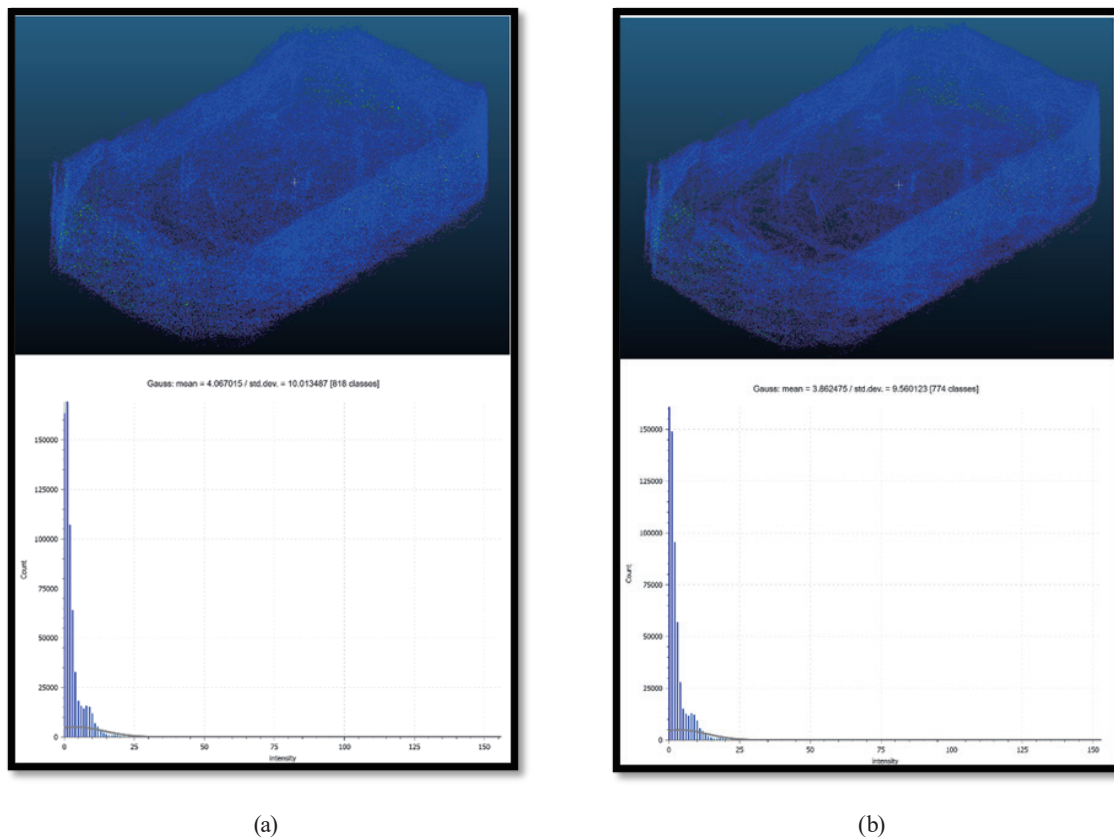 Gauss: mean = 4.067015 / std.dev. = 10.013487 [818 classes]
150000
125000
100000
75000
50000
25000
0
Count
0 25 50 75 100 125 150
Intensity
(a)
Gauss: mean = 3.862475 / std.dev. = 9.560123 [774 classes]
150000
125000
100000
75000
50000
25000
0
Count
0 25 50 75 100 125 150
Intensity
(b)